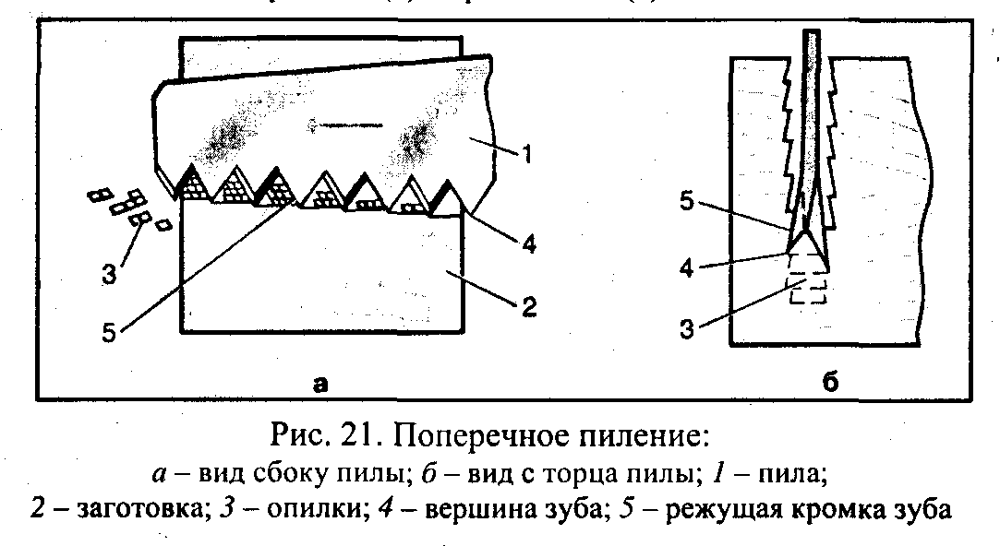 1
2
3
4
5
5
4
3
а
б
Рис. 21. Поперечное пиление:
а – вид сбоку пилы; б – вид с торца пилы; 1 – пила;
2 – заготовка; 3 – опилки; 4 – вершина зуба; 5 – режущая кромка зуба